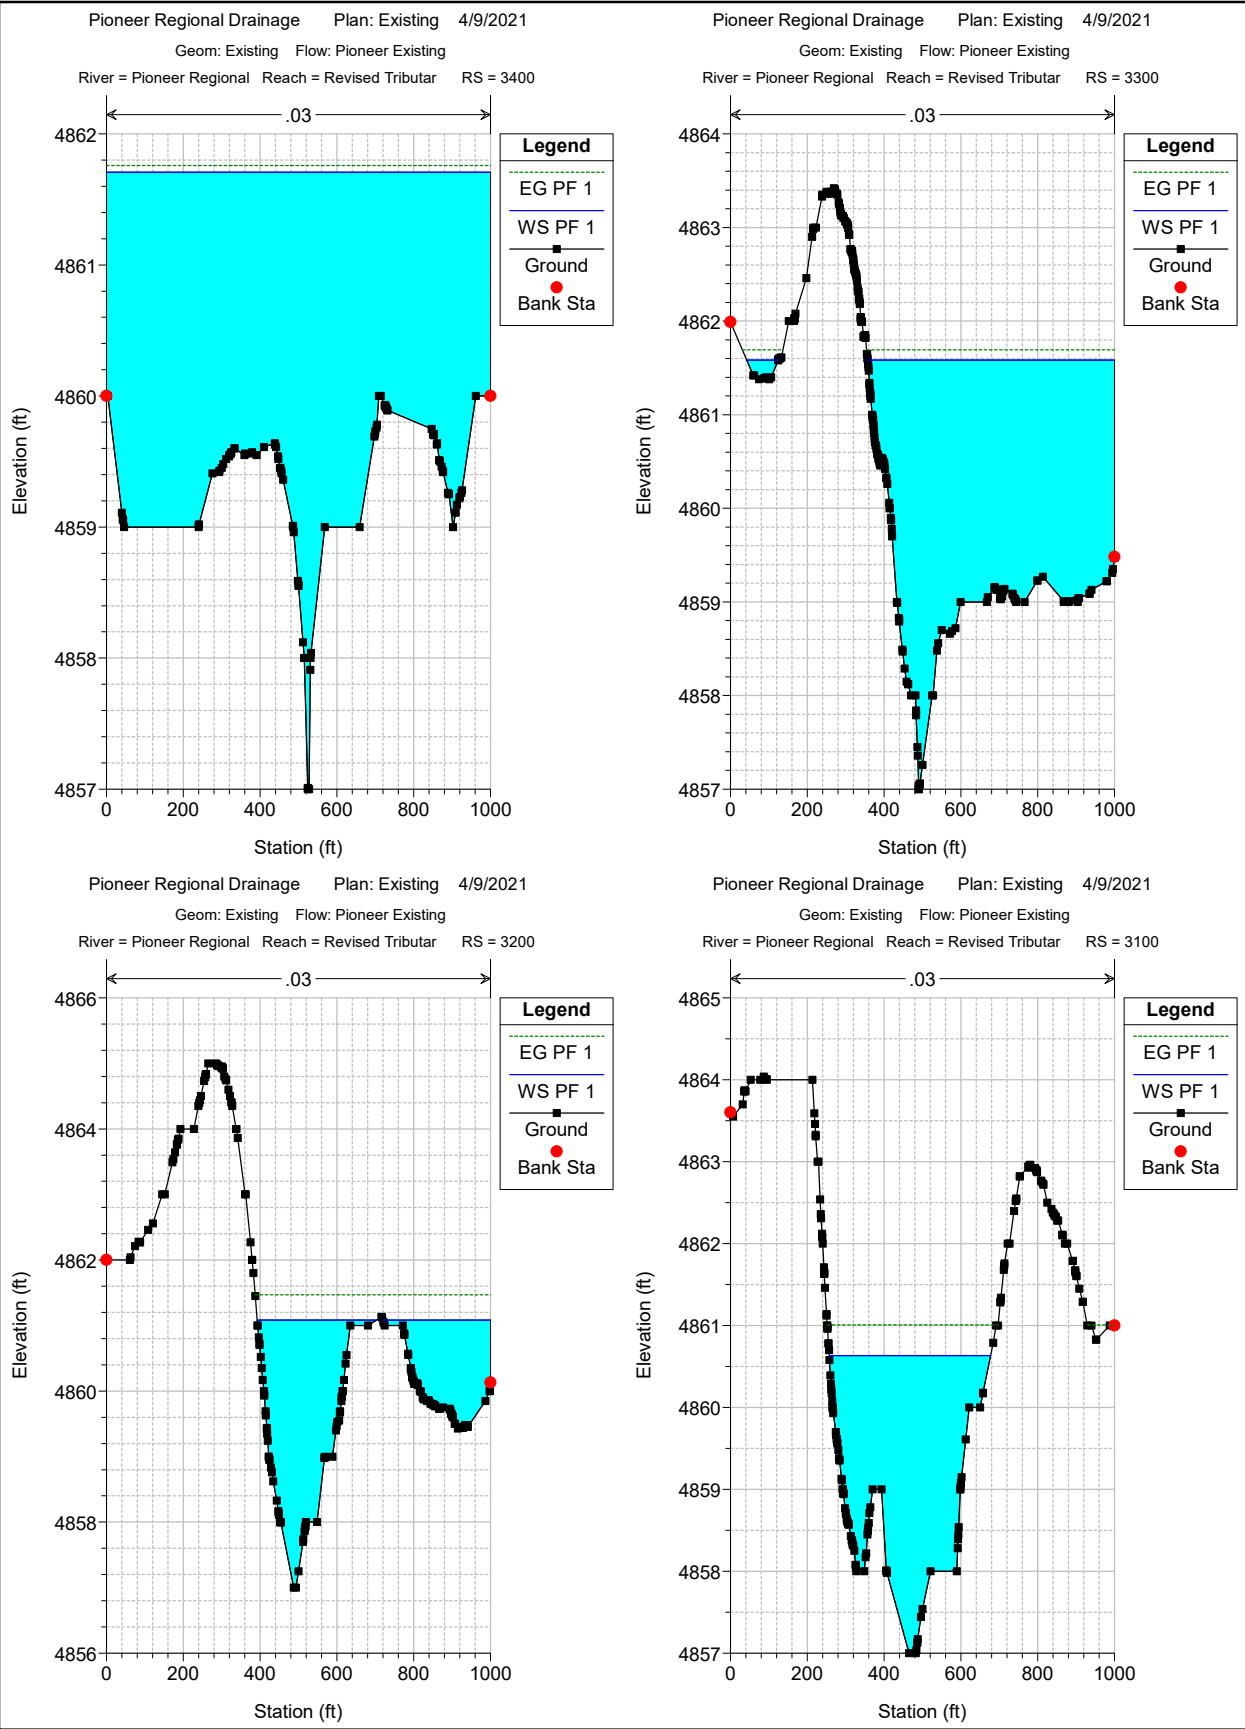 Pioneer Regional Drainage Plan: Existing 4/9/2021
Geom: Existing Flow: Pioneer Existing
River = Pioneer Regional Reach = Revised Tributar RS = 3400
.03
4862
4861
4860
4859
4858
4857
Elevation (ft)
0 200 400 600 800 1000
Station (ft)
Legend
EG PF 1
WS PF 1
Ground
Bank Sta
Pioneer Regional Drainage Plan: Existing 4/9/2021
Geom: Existing Flow: Pioneer Existing
River = Pioneer Regional Reach = Revised Tributar RS = 3300
.03
4864
4863
4862
4861
4860
4859
4858
4857
Elevation (ft)
0 200 400 600 800 1000
Station (ft)
Legend
EG PF 1
WS PF 1
Ground
Bank Sta
Pioneer Regional Drainage Plan: Existing 4/9/2021
Geom: Existing Flow: Pioneer Existing
River = Pioneer Regional Reach = Revised Tributar RS = 3200
.03
4866
4864
4862
4860
4858
4856
Elevation (ft)
0 200 400 600 800 1000
Station (ft)
Legend
EG PF 1
WS PF 1
Ground
Bank Sta
Pioneer Regional Drainage Plan: Existing 4/9/2021
Geom: Existing Flow: Pioneer Existing
River = Pioneer Regional Reach = Revised Tributar RS = 3100
.03
4865
4864
4863
4862
4861
4860
4859
4858
4857
Elevation (ft)
0 200 400 600 800 1000
Station (ft)
Legend
EG PF 1
WS PF 1
Ground
Bank Sta